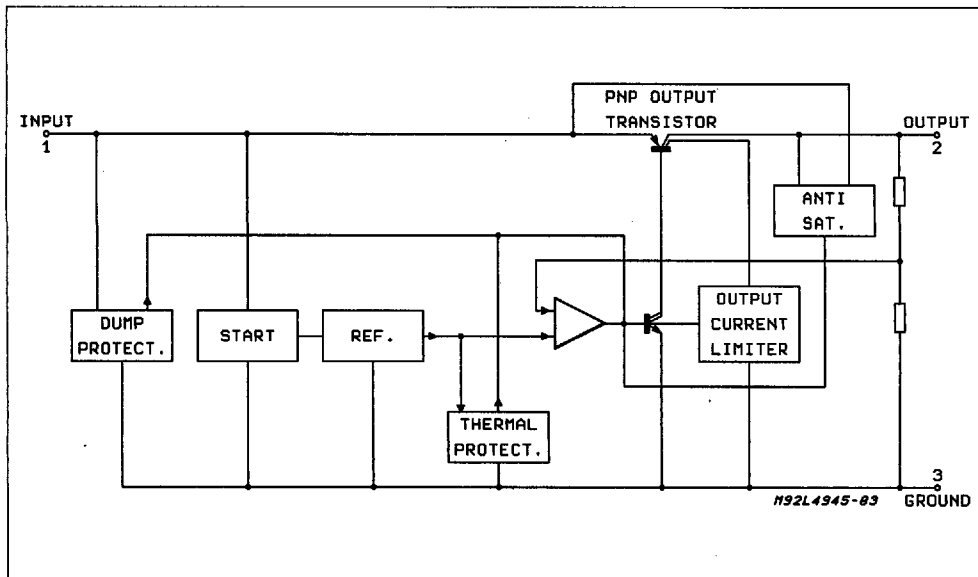 PNP OUTPUT
TRANSISTOR
INPUT
1
OUTPUT
2
ANTI
SAT.
DUMP
PROTECT.
START
REF.
OUTPUT
CURRENT
LIMITER
THERMAL
PROTECT.
M92L4945-03
3
GROUND